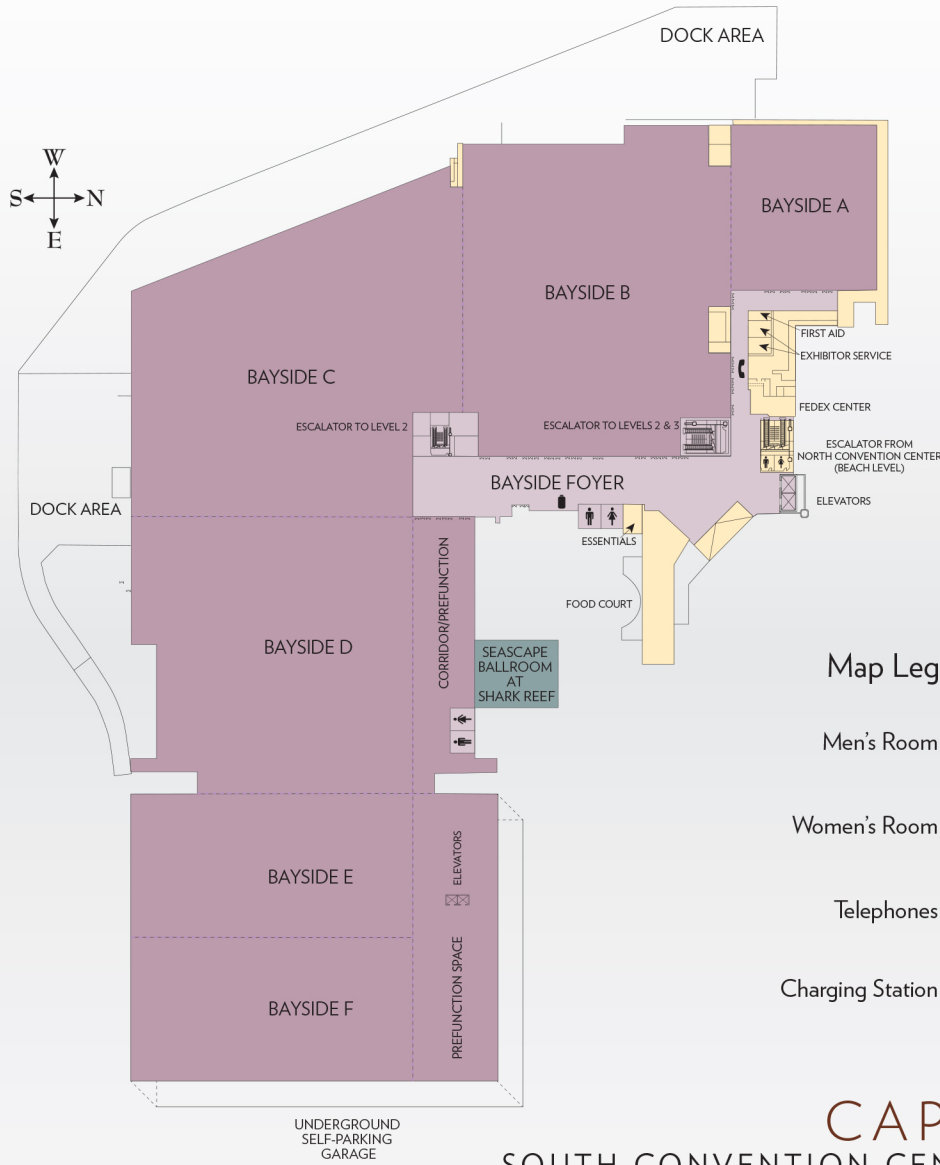 DOCK AREA
W
S
N
E
BAYSIDE A
BAYSIDE B
FIRST AID
EXHIBITOR SERVICE
BAYSIDE C
FEDEX CENTER
ESCALATOR TO LEVEL 2
ESCALATOR TO LEVELS 2 & 3
ESCALATOR FROM
NORTH CONVENTION CENTER
(BEACH LEVEL)
BAYSIDE FOYER
ELEVATORS
DOCK AREA
ESSENTIALS
CORRIDOR/PREFUNCTION
FOOD COURT
BAYSIDE D
SEASCAPE
BALLROOM
AT
SHARK REEF
Map Leg
Men's Room
Women's Room
ELEVATORS
BAYSIDE E
Telephones
PREFUNCTION SPACE
Charging Station
BAYSIDE F
UNDERGROUND
SELF-PARKING
GARAGE
CAP
SOUTH CONVENTION CEN